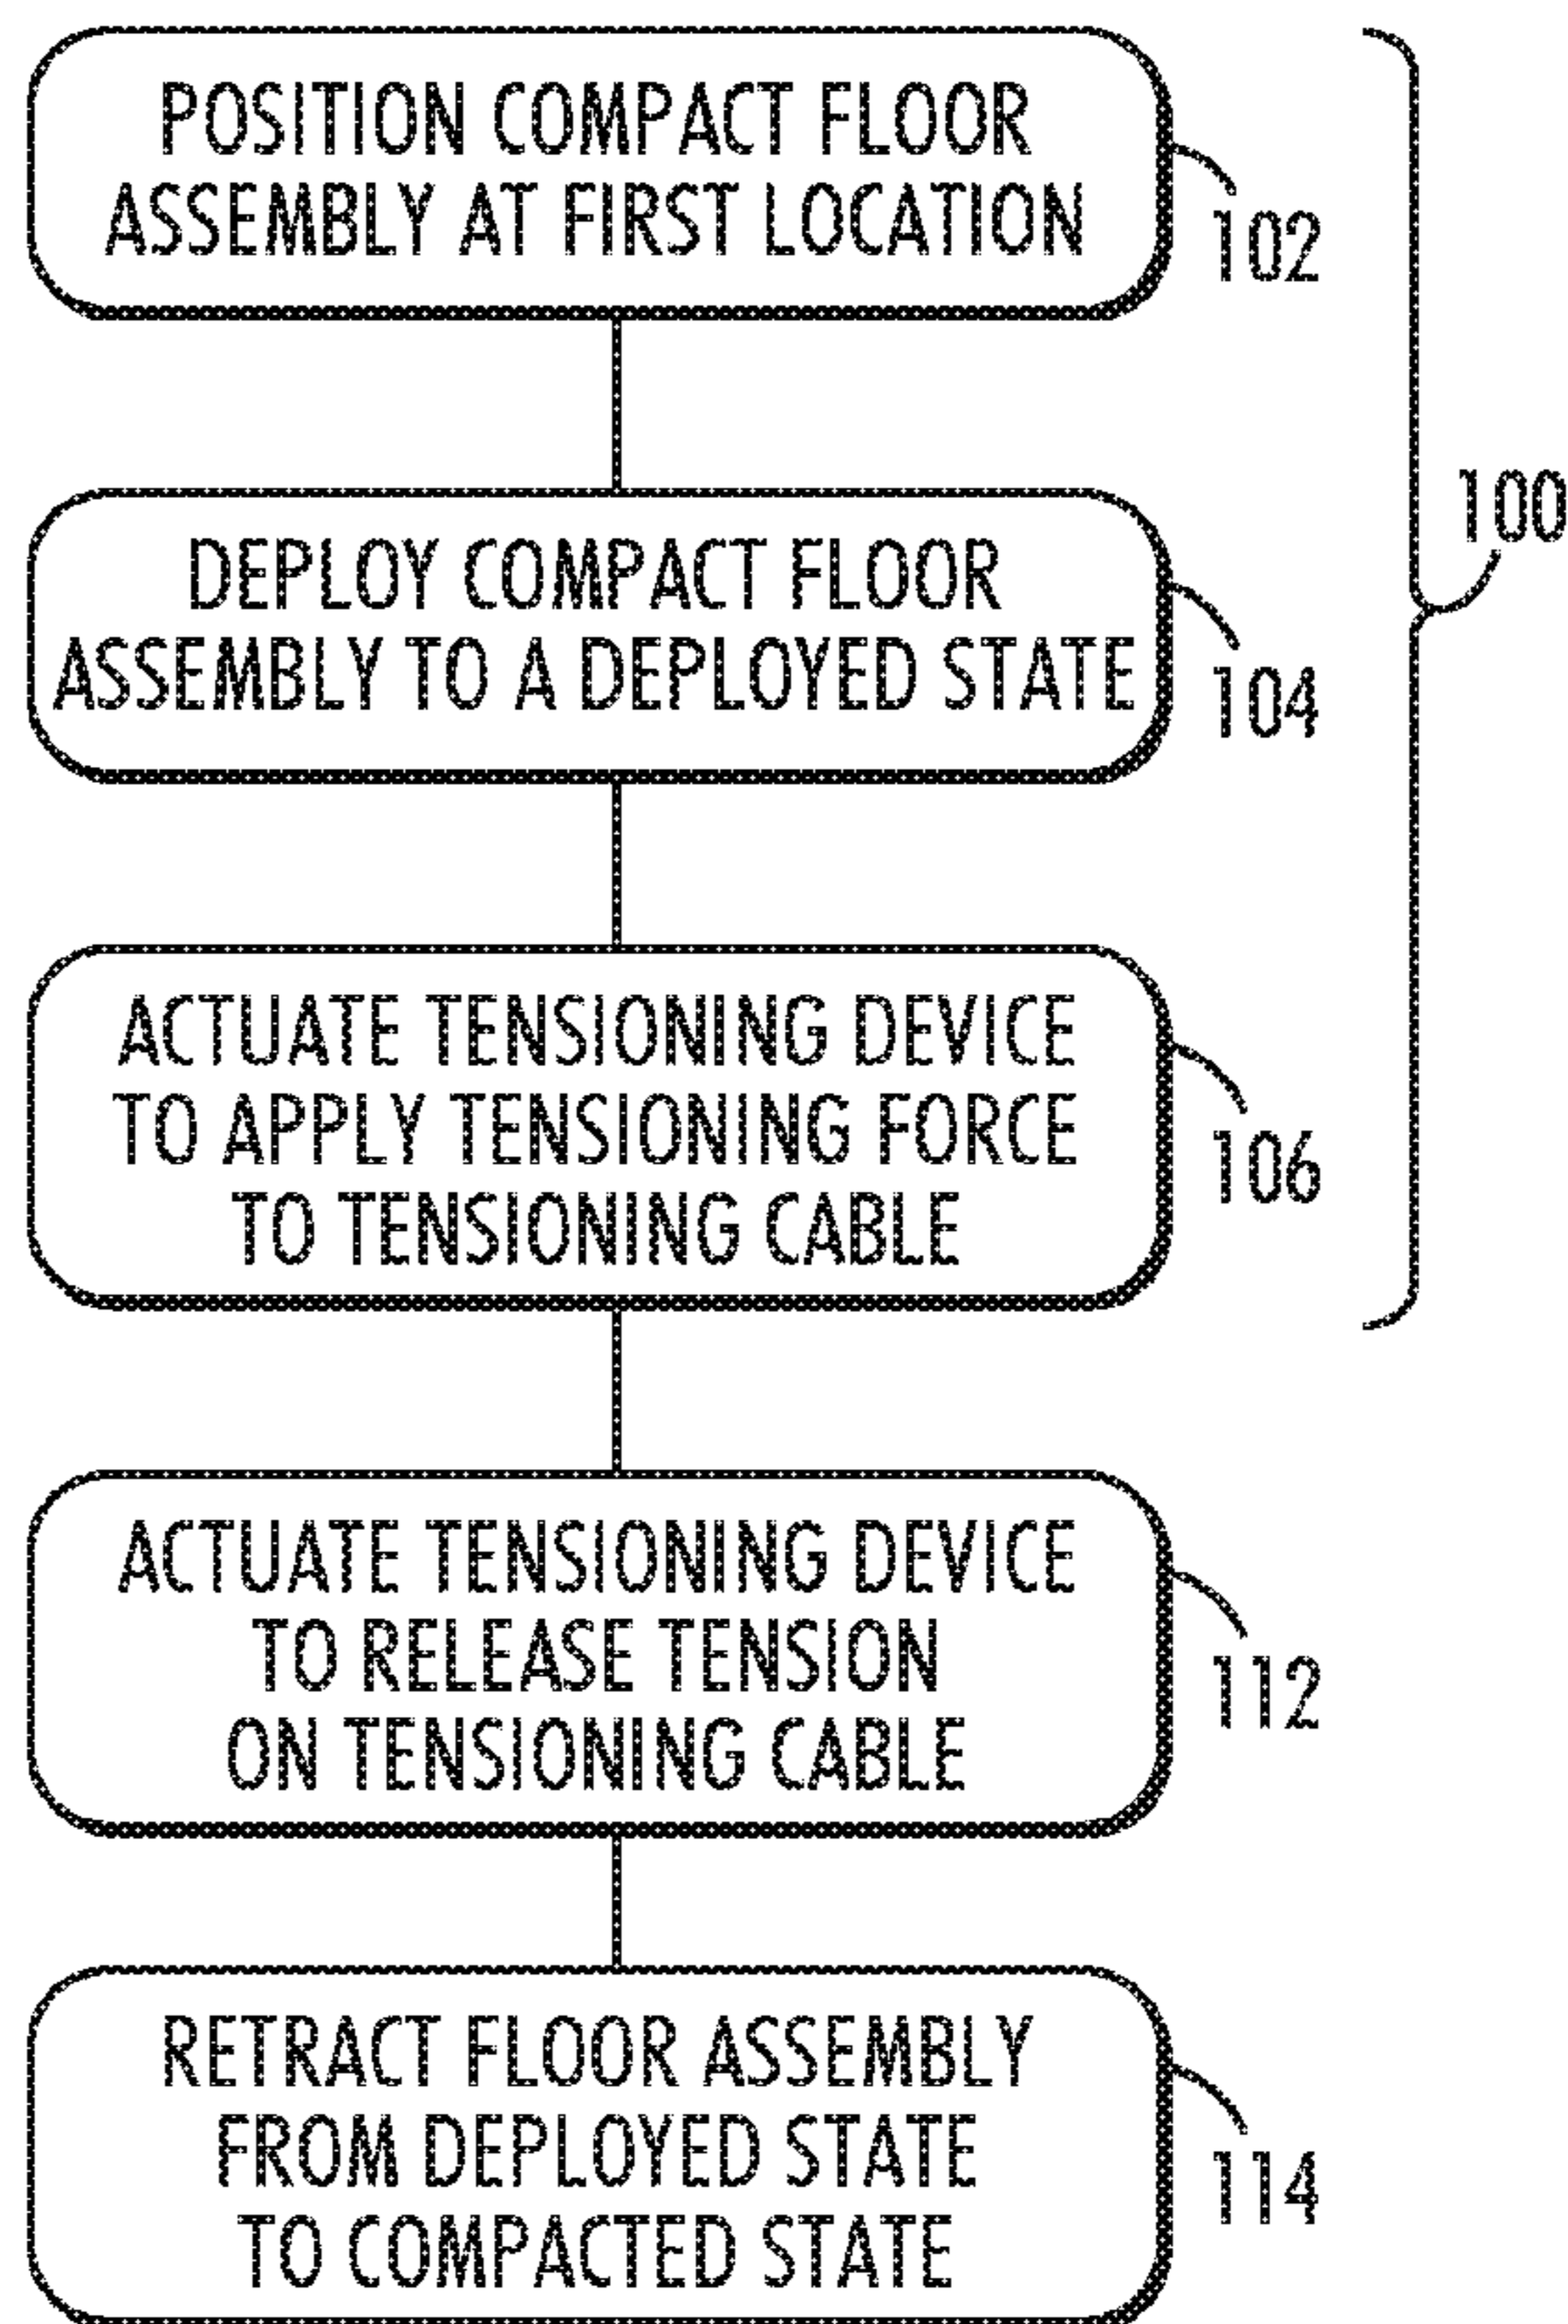 POSITION COMPACT FLOOR
ASSEMBLY AT FIRST LOCATION
102
100
DEPLOY COMPACT FLOOR
ASSEMBLY TO A DEPLOYED STATE
104
ACTUATE TENSIONING DEVICE
TO APPLY TENSIONING FORCE
TO TENSIONING CABLE
106
ACTUATE TENSIONING DEVICE
TO RELEASE TENSION
ON TENSIONING CABLE
112
RETRACT FLOOR ASSEMBLY
FROM DEPLOYED STATE
TO COMPACTED STATE
114